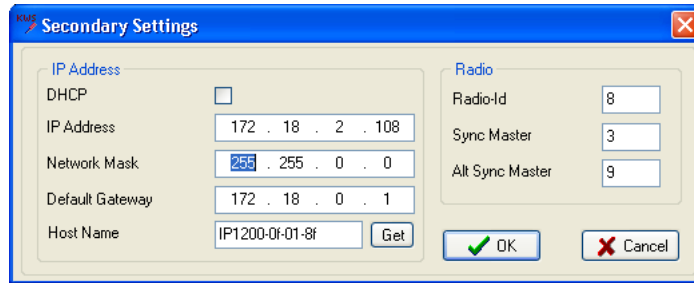 KWS Secondary Settings
IP Address
DHCP
IP Address 172 . 18 . 2 . 108
Network Mask 255 . 255 . 0 . 0
Default Gateway 172 . 18 . 0 . 1
Host Name IP1200-0f-01-8f Get
Radio
Radio-Id 8
Sync Master 3
Alt Sync Master 9
OK Cancel